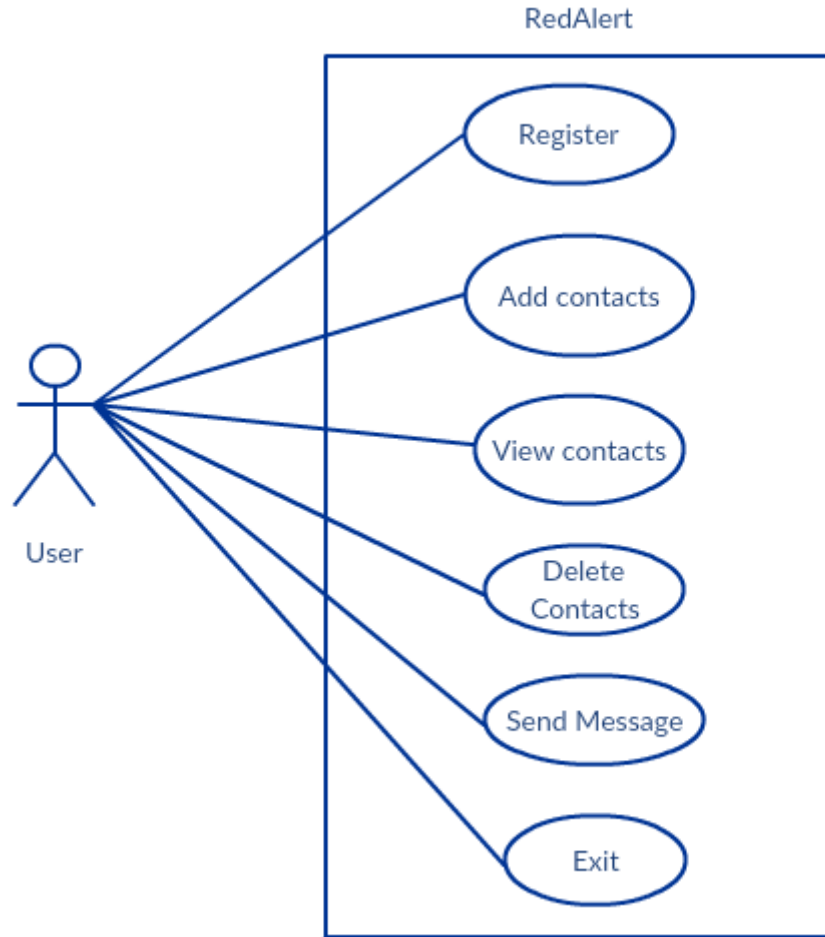 RedAlert
Register
Add contacts
View contacts
User
Delete
Contacts
Send Message
Exit